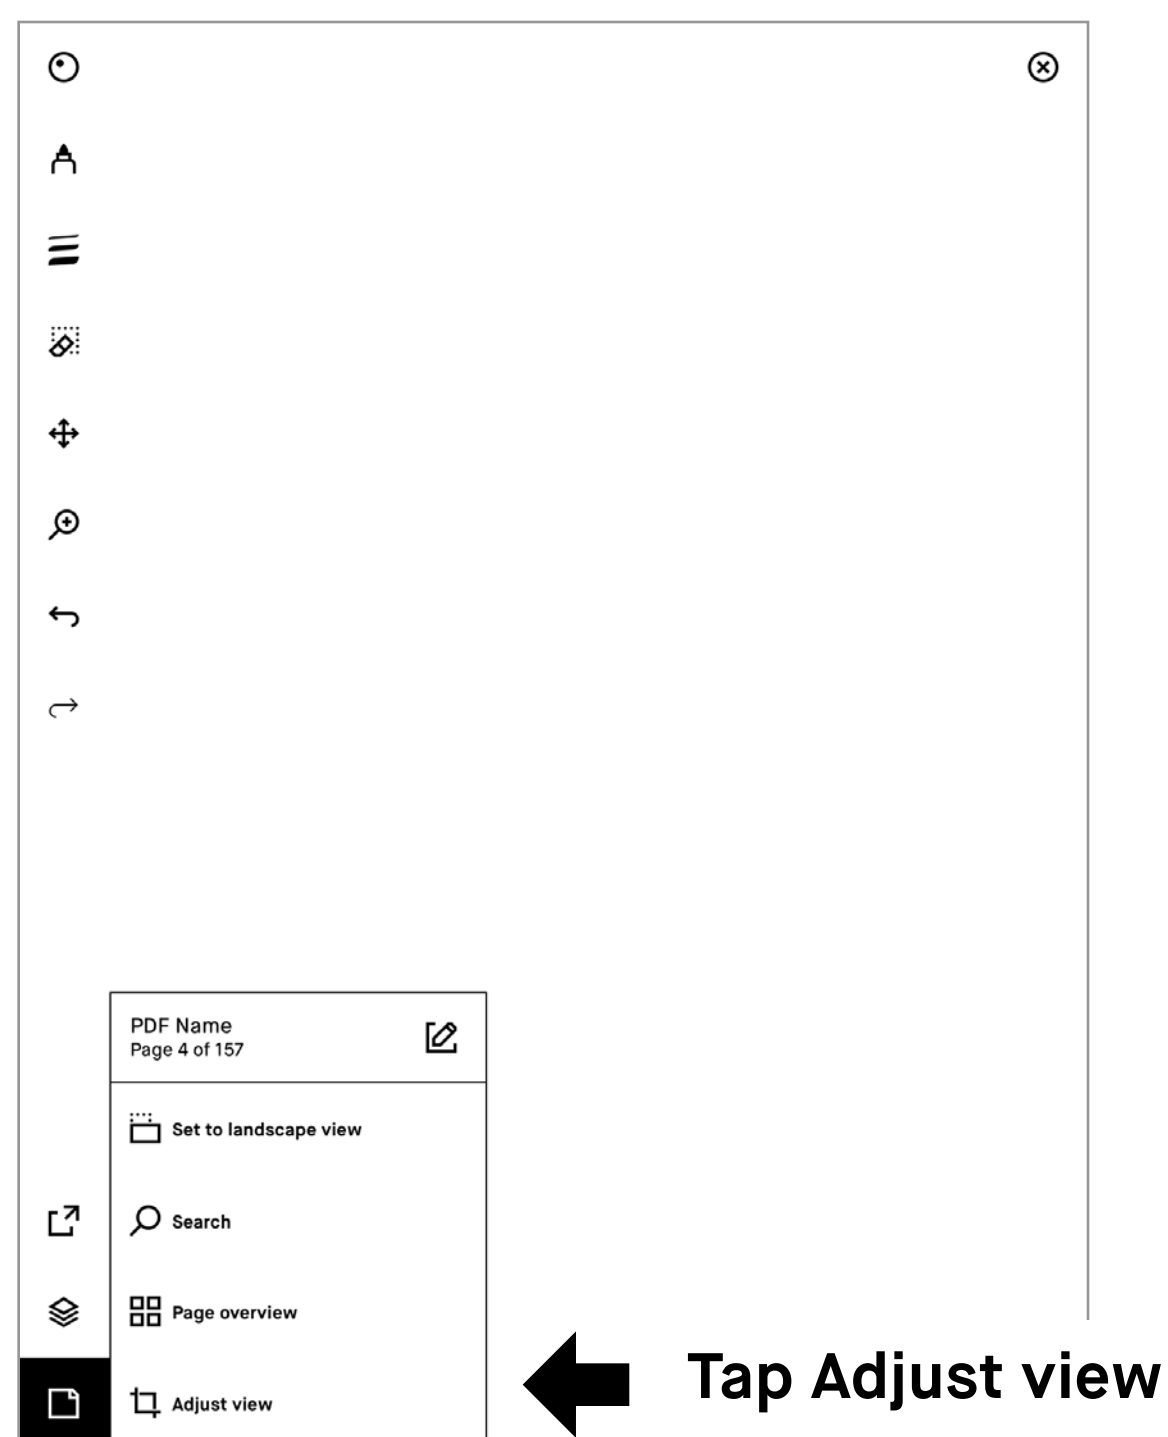 PDF Name
Page 4 of 157
Set to landscape view
Search
Page overview
Adjust view
Tap Adjust view